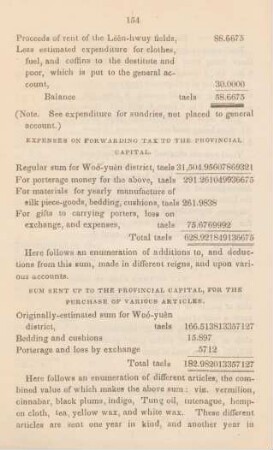 154
Proceeds of rent of the Liên-hwuy fields, 88.6675
Less estimated expenditure for clothes,
fuel, and coffins to the destitute and
poor, which is put to the general ac-
count, 30.0000
Balance taels 58.6675
(Note. See expenditure for sundries, not placed to general
account.)
EXPENSES ON FORWARDING TAX TO THE PROVINCIAL
CAPITAL.
Regular sum for Woó-yuàn district, taels 31,504.95607869321
For porterage money for the above, taels 291.261049936675
For materials for yearly manufacture of
silk piece-goods, bedding, cushions, taels 261.9838
For gifts to carrying porters, loss on
exchange, and expenses, taels 75.6769992
Total taels 628.921849136675
Here follows an enumeration of additions to, and deduc-
tions from this sum, made in different reigns, and upon vari-
ous accounts.
SUM SENT UP TO THE PROVINCIAL CAPITAL, FOR THE
PURCHASE OF VARIOUS ARTICLES.
Originally-estimated sum for Woó-yuên
district, taels 166.513813357127
Bedding and cushions 15.897
Porterage and loss by exchange .5712
Total taels 182.982013357127
Here follows an enumeration of different articles, the com-
bined value of which makes the above sum: viz. vermilion,
cinnabar, black plums, indigo, Tung oil, tutenague, hemp-
en cloth, tea, yellow wax, and white wax. These different
articles are sent one year in kind, and another year in